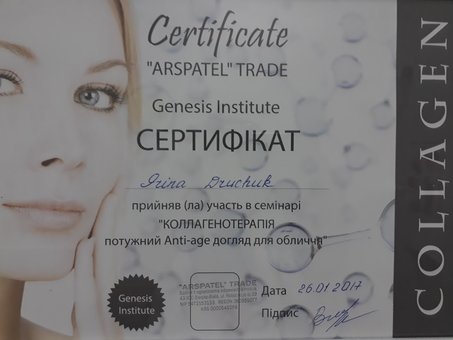 Certificate
"ARSPATEL" TRADE
Genesis Institute
СЕРТИФІКАТ
Irina Druchuk
прийняв (ла) участь в семінарі
"КОЛЛАГЕНОТЕРАПІЯ
потужний Anti-age догляд для обличчя"
Genesis
Institute
"ARSPATEL" TRADE
Дата 26.01.2017
Підпис
COLLAGEN